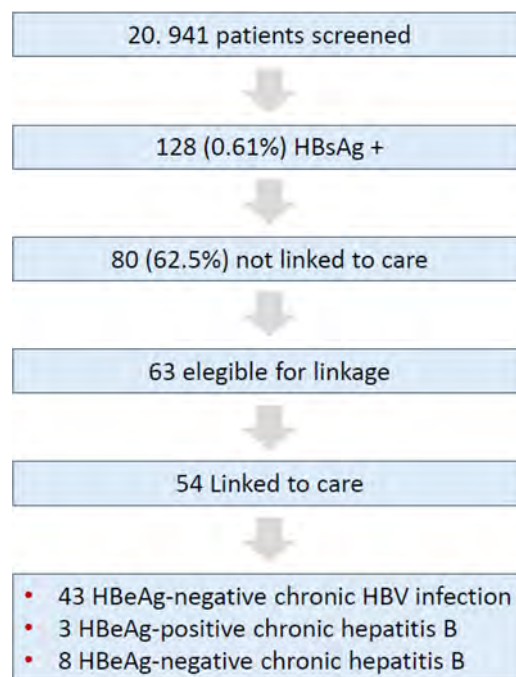 20. 941 patients screened
128 (0.61%) HBsAg +
80 (62.5%) not linked to care
63 elegible for linkage
54 Linked to care
• 43 HBeAg-negative chronic HBV infection
• 3 HBeAg-positive chronic hepatitis B
• 8 HBeAg-negative chronic hepatitis B